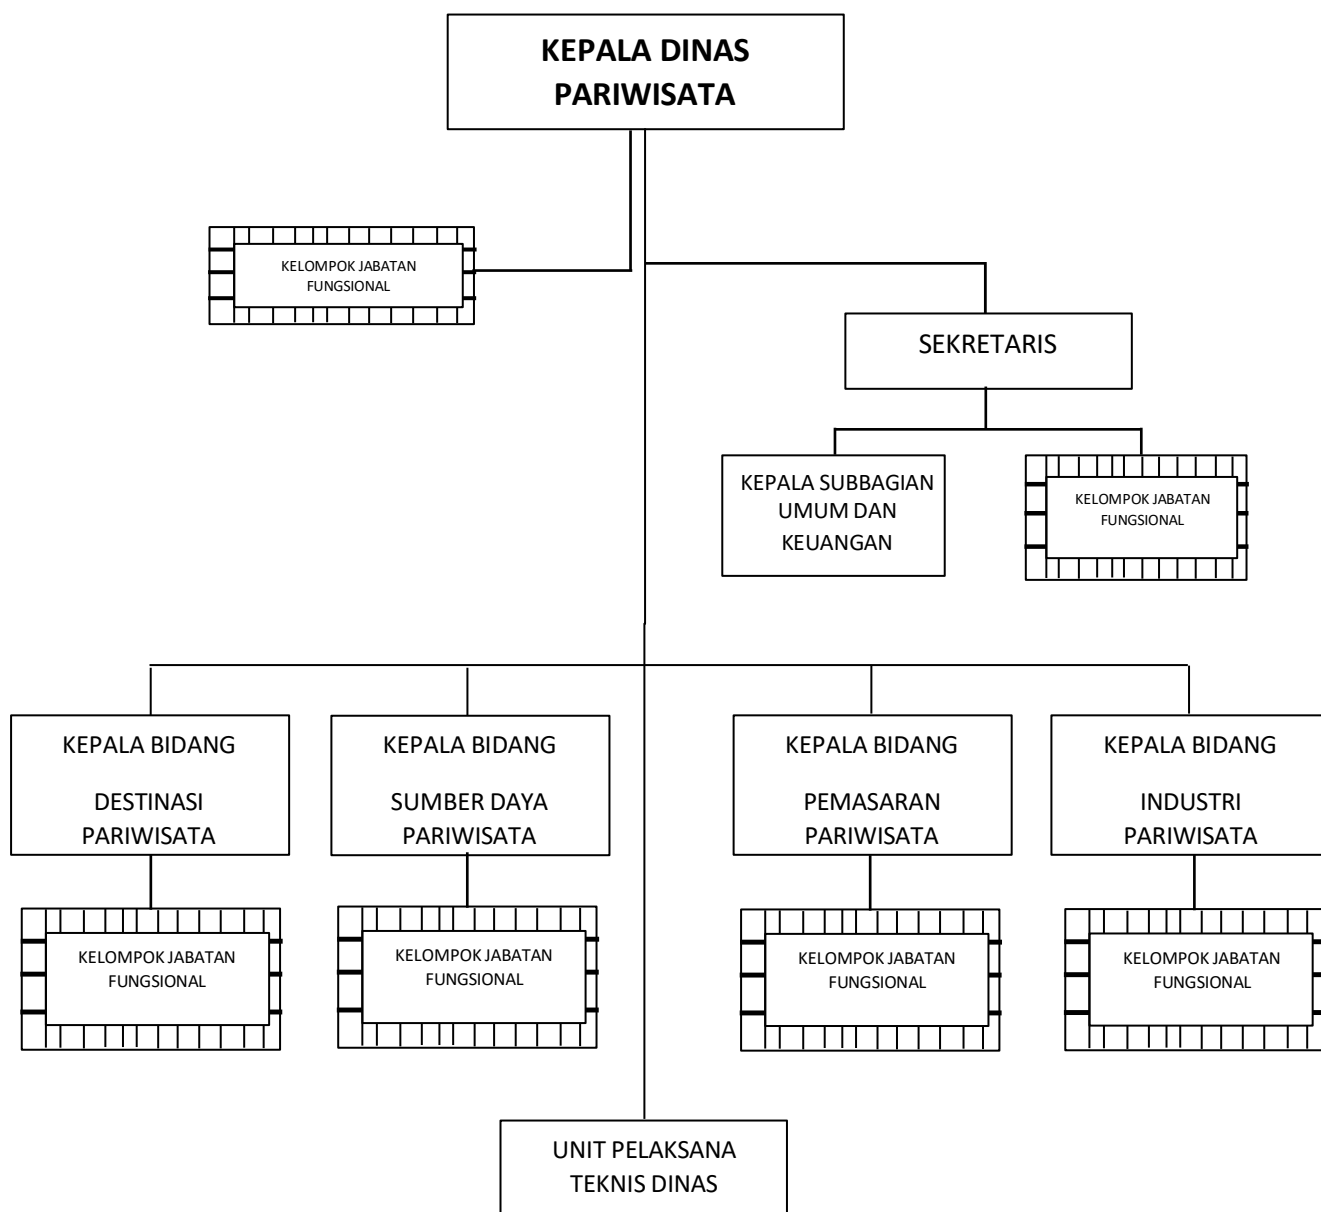 KEPALA DINAS
PARIWISATA
KELOMPOK JABATAN
FUNGSIONAL
SEKRETARIS
KEPALA SUBBAGIAN
UMUM DAN
KEUANGAN
KELOMPOK JABATAN
FUNGSIONAL
KEPALA BIDANG
DESTINASI
PARIWISATA
KEPALA BIDANG
SUMBER DAYA
PARIWISATA
KEPALA BIDANG
PEMASARAN
PARIWISATA
KEPALA BIDANG
INDUSTRI
PARIWISATA
KELOMPOK JABATAN
FUNGSIONAL
KELOMPOK JABATAN
FUNGSIONAL
KELOMPOK JABATAN
FUNGSIONAL
KELOMPOK JABATAN
FUNGSIONAL
UNIT PELAKSANA
TEKNIS DINAS